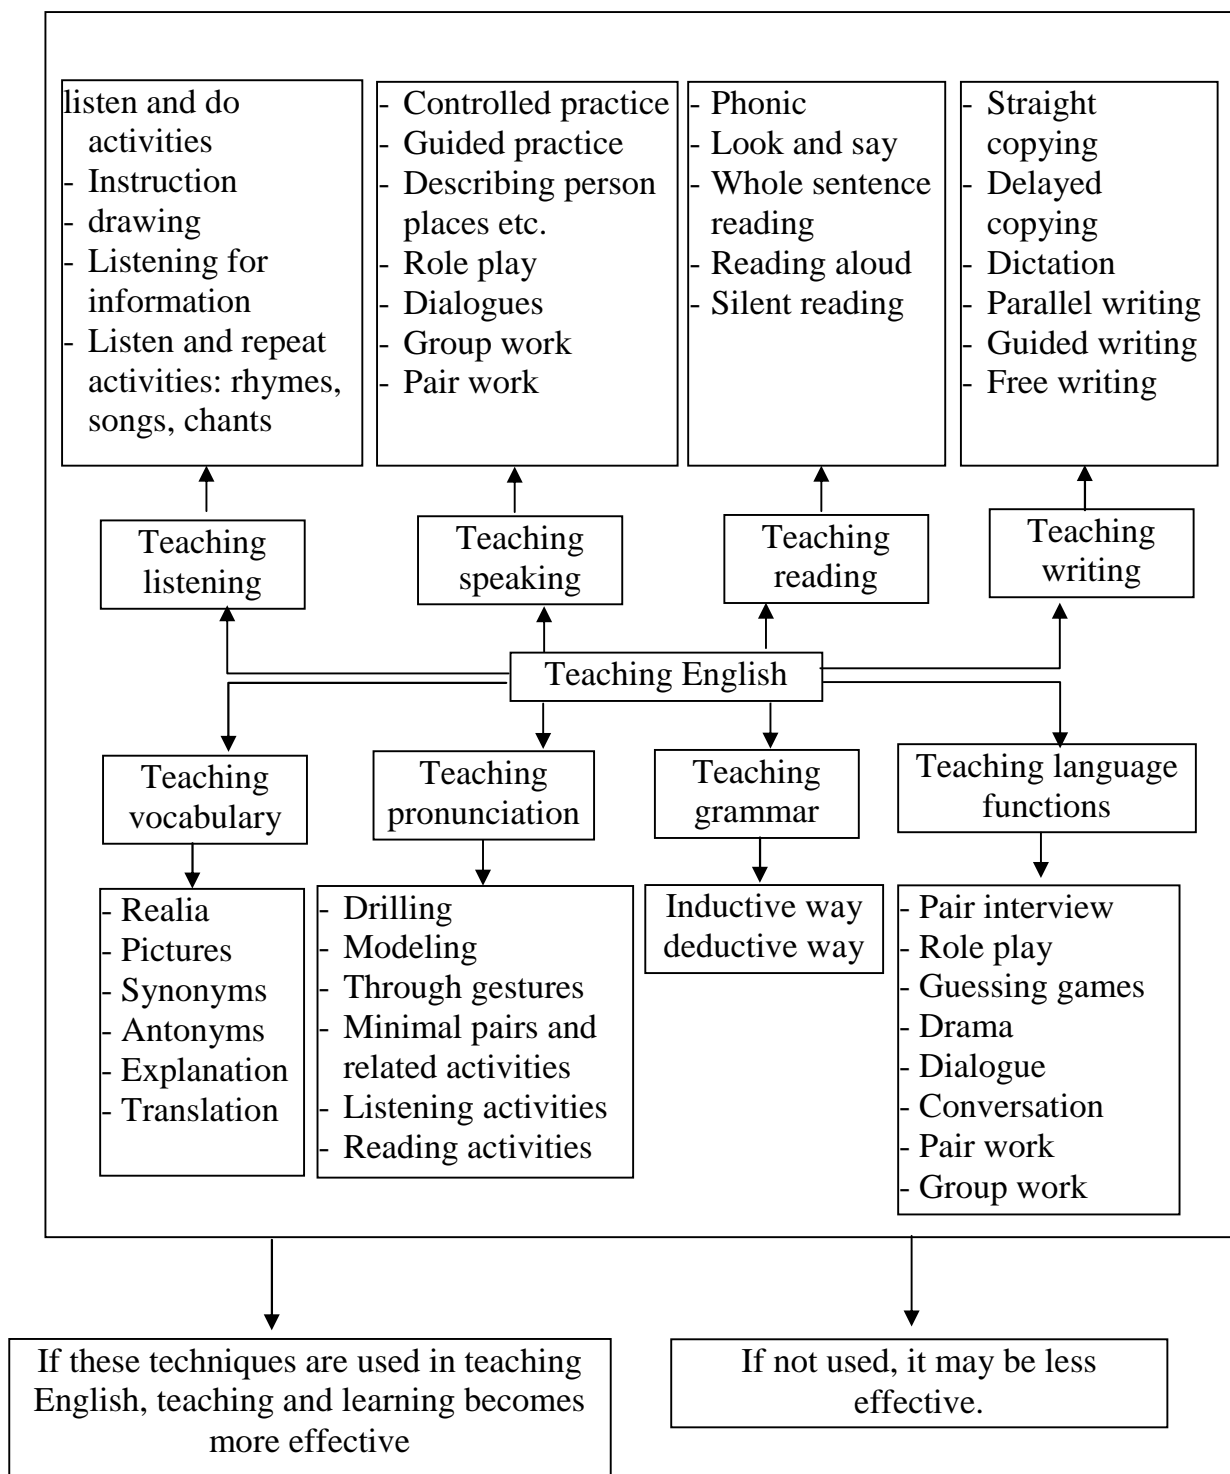 listen and do
activities
- Instruction
- drawing
- Listening for
information
- Listen and repeat
activities: rhymes,
songs, chants
- Controlled practice
- Guided practice
- Describing person
places etc.
- Role play
- Dialogues
- Group work
- Pair work
- Phonic
- Look and say
- Whole sentence
reading
- Reading aloud
- Silent reading
- Straight
copying
- Delayed
copying
- Dictation
- Parallel writing
- Guided writing
- Free writing
Teaching
listening
Teaching
speaking
Teaching
reading
Teaching
writing
Teaching English
Teaching
vocabulary
Teaching
pronunciation
Teaching
grammar
Teaching language
functions
- Realia
- Pictures
- Synonyms
- Antonyms
- Explanation
- Translation
- Drilling
- Modeling
- Through gestures
- Minimal pairs and
related activities
- Listening activities
- Reading activities
Inductive way
deductive way
- Pair interview
- Role play
- Guessing games
- Drama
- Dialogue
- Conversation
- Pair work
- Group work
If these techniques are used in teaching
English, teaching and learning becomes
more effective
If not used, it may be less
effective.